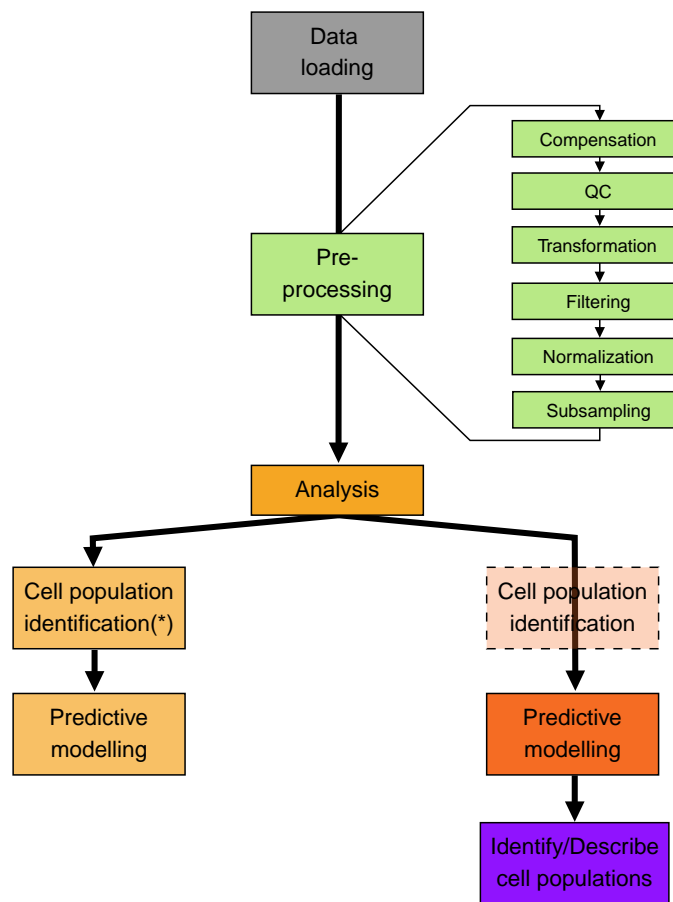 Data
loading
Compensation
QC
Transformation
Filtering
Normalization
Subsampling
Pre-
processing
Analysis
Cell population
identification(*)
Predictive
modelling
Cell population
identification
Predictive
modelling
Identify/Describe
cell populations